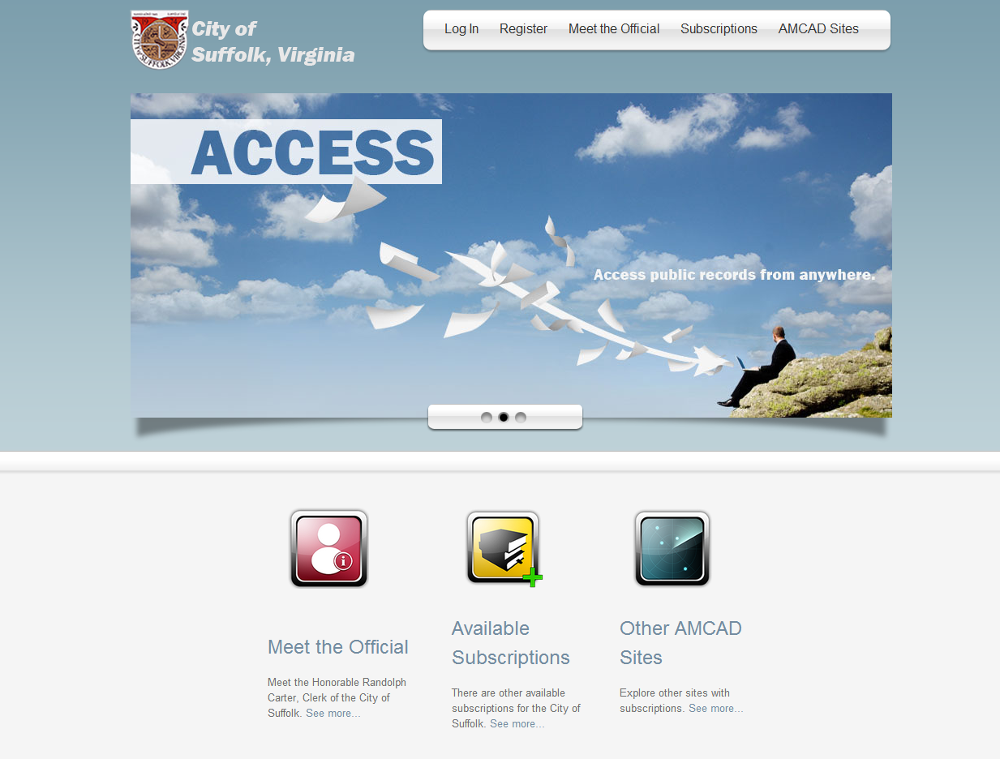 City of
Suffolk, Virginia
Log In Register Meet the Official Subscriptions AMCAD Sites
ACCESS
Access public records from anywhere.
Meet the Official
Meet the Honorable Randolph
Carter, Clerk of the City of
Suffolk. See more...
Available
Subscriptions
There are other available
subscriptions for the City of
Suffolk. See more...
Other AMCAD
Sites
Explore other sites with
subscriptions. See more...